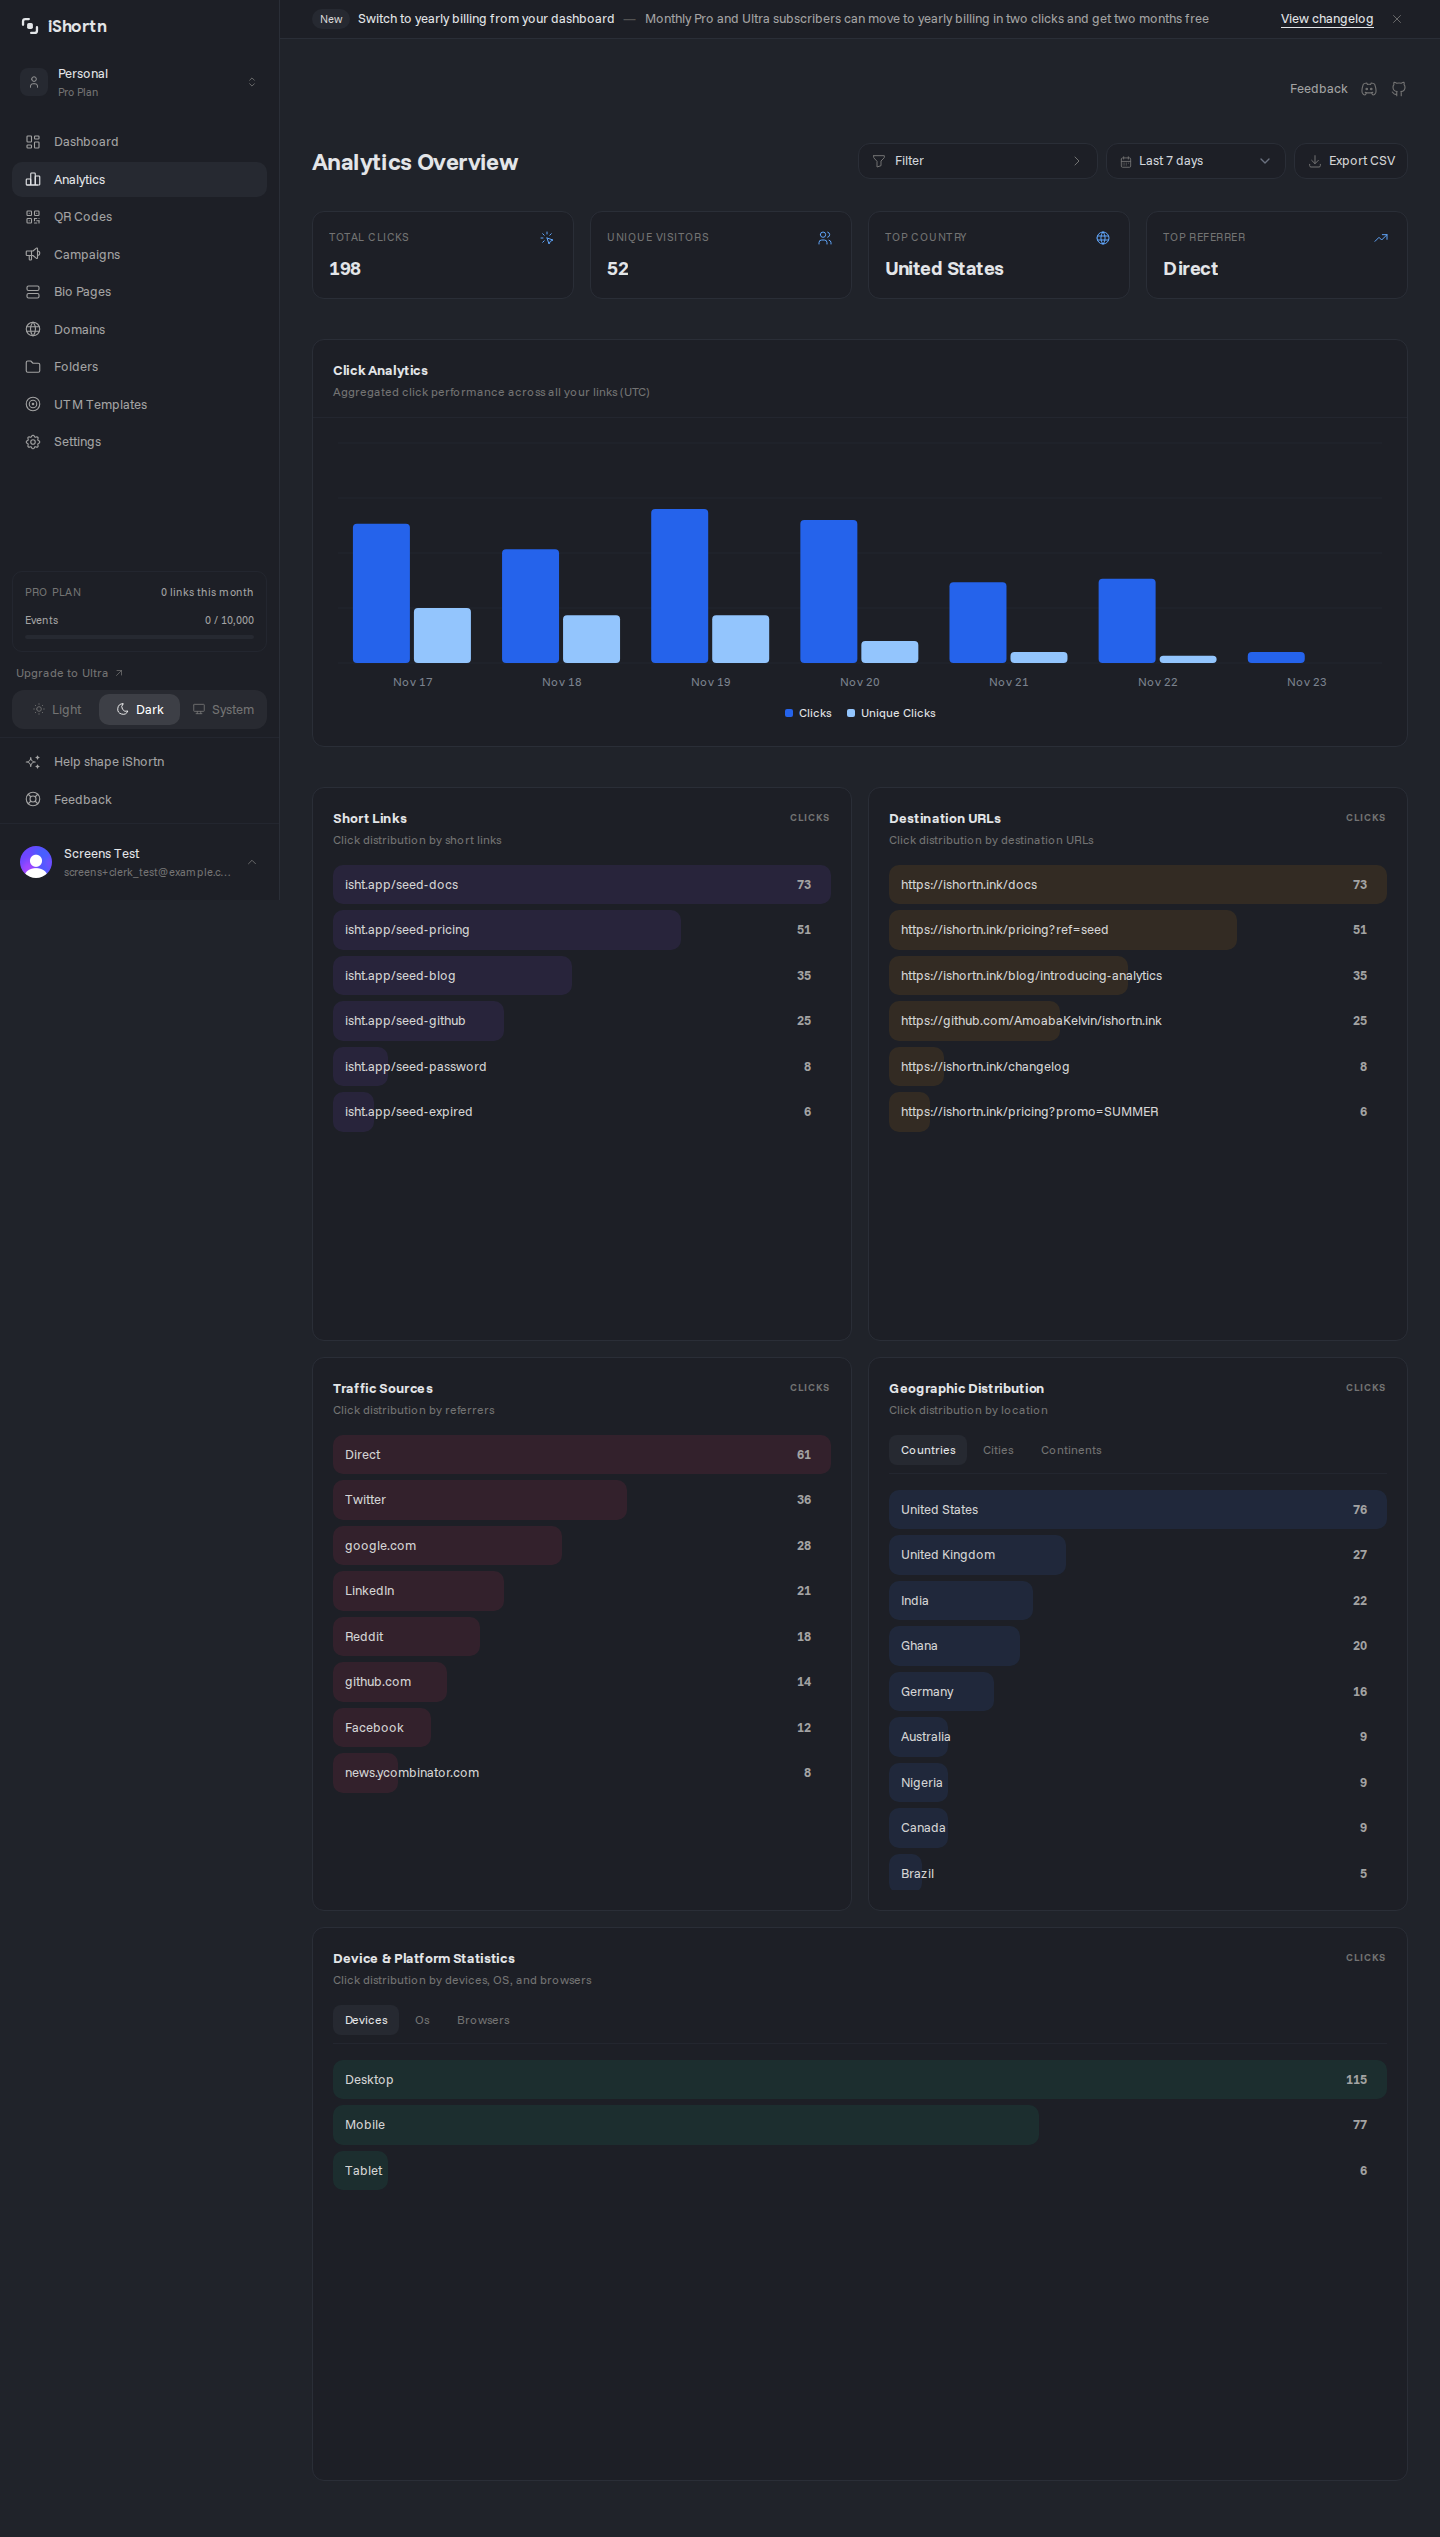 iShortn
Personal
Pro Plan
Dashboard
Analytics
QR Codes
Campaigns
Bio Pages
Domains
Folders
UTM Templates
Settings
PRO PLAN 0 links this month
Events 0 / 10,000
Upgrade to Ultra
Light Dark System
Help shape iShortn
Feedback
Screens Test
screens+clerk_test@example.c...
New Switch to yearly billing from your dashboard — Monthly Pro and Ultra subscribers can move to yearly billing in two clicks and get two months free View changelog
Feedback
Analytics Overview
Filter Last 7 days Export CSV
TOTAL CLICKS
198
UNIQUE VISITORS
52
TOP COUNTRY
United States
TOP REFERRER
Direct
Click Analytics
Aggregated click performance across all your links (UTC)
Nov 17 Nov 18 Nov 19 Nov 20 Nov 21 Nov 22 Nov 23
Clicks Unique Clicks
Short Links CLICKS
Click distribution by short links
isht.app/seed-docs 73
isht.app/seed-pricing 51
isht.app/seed-blog 35
isht.app/seed-github 25
isht.app/seed-password 8
isht.app/seed-expired 6
Destination URLs CLICKS
Click distribution by destination URLs
https://ishortn.ink/docs 73
https://ishortn.ink/pricing?ref=seed 51
https://ishortn.ink/blog/introducing-analytics 35
https://github.com/AmoabaKelvin/ishortn.ink 25
https://ishortn.ink/changelog 8
https://ishortn.ink/pricing?promo=SUMMER 6
Traffic Sources CLICKS
Click distribution by referrers
Direct 61
Twitter 36
google.com 28
LinkedIn 21
Reddit 18
github.com 14
Facebook 12
news.ycombinator.com 8
Geographic Distribution CLICKS
Click distribution by location
Countries Cities Continents
United States 76
United Kingdom 27
India 22
Ghana 20
Germany 16
Australia 9
Nigeria 9
Canada 9
Brazil 5
Device & Platform Statistics CLICKS
Click distribution by devices, OS, and browsers
Devices Os Browsers
Desktop 115
Mobile 77
Tablet 6